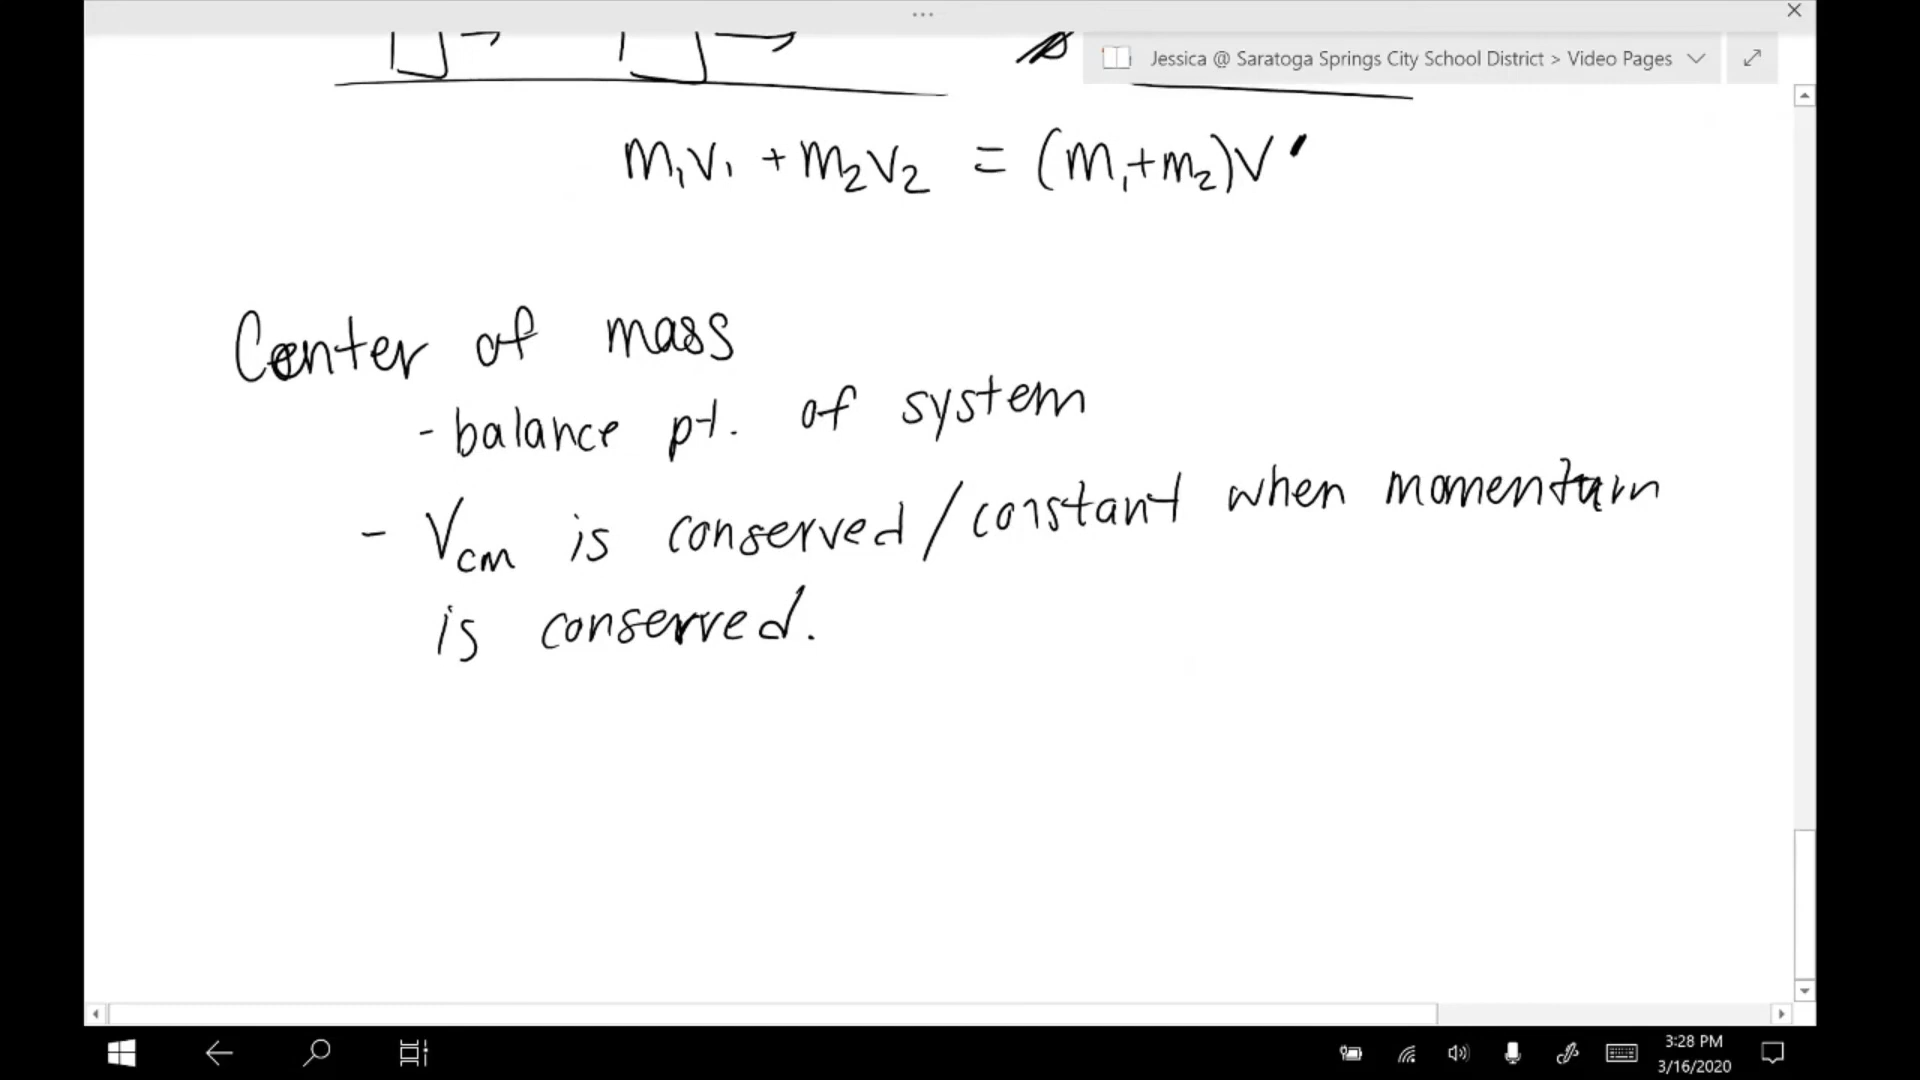 Jessica @ Saratoga Springs City School District > Video Pages
m₁v₁ + m₂v₂ = (m₁+m₂)v'
Center of mass
- balance pt. of system
- Vcm is conserved/constant when momentum
is conserved.
3:28 PM
3/16/2020